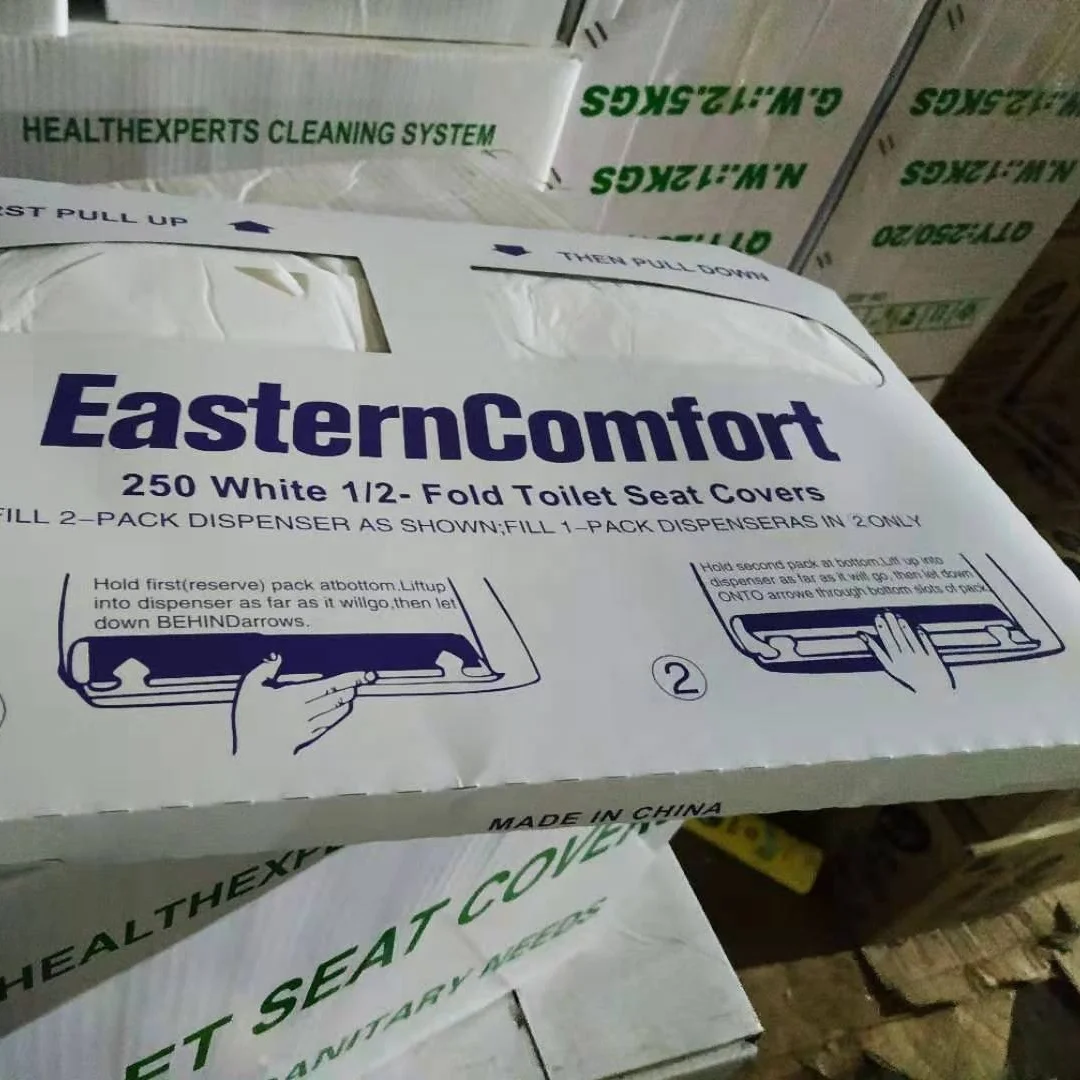 HEALTHEXPERTS CLEANING SYSTEM
G.W.:12.5KGS
N.W.:12KGS
G.W.:12.5KGS
N.W.:12KGS
QTY:250/20
RST PULL UP
THEN PULL DOWN
EasternComfort
250 White 1/2- Fold Toilet Seat Covers
FILL 2-PACK DISPENSER AS SHOWN;FILL 1-PACK DISPENSERAS IN 2 ONLY
Hold first(reserve) pack atbottom.Liftup
into dispenser as far as it willgo,then let
down BEHINDarrows.
Hold second pack at bottom.Liff up into
dispenser as far as it will go, then let down
ONTO arrowe through bottom slots of pack
2
MADE IN CHINA
HEALTHEXP
ET SEAT COVER
SANITARY NEEDS